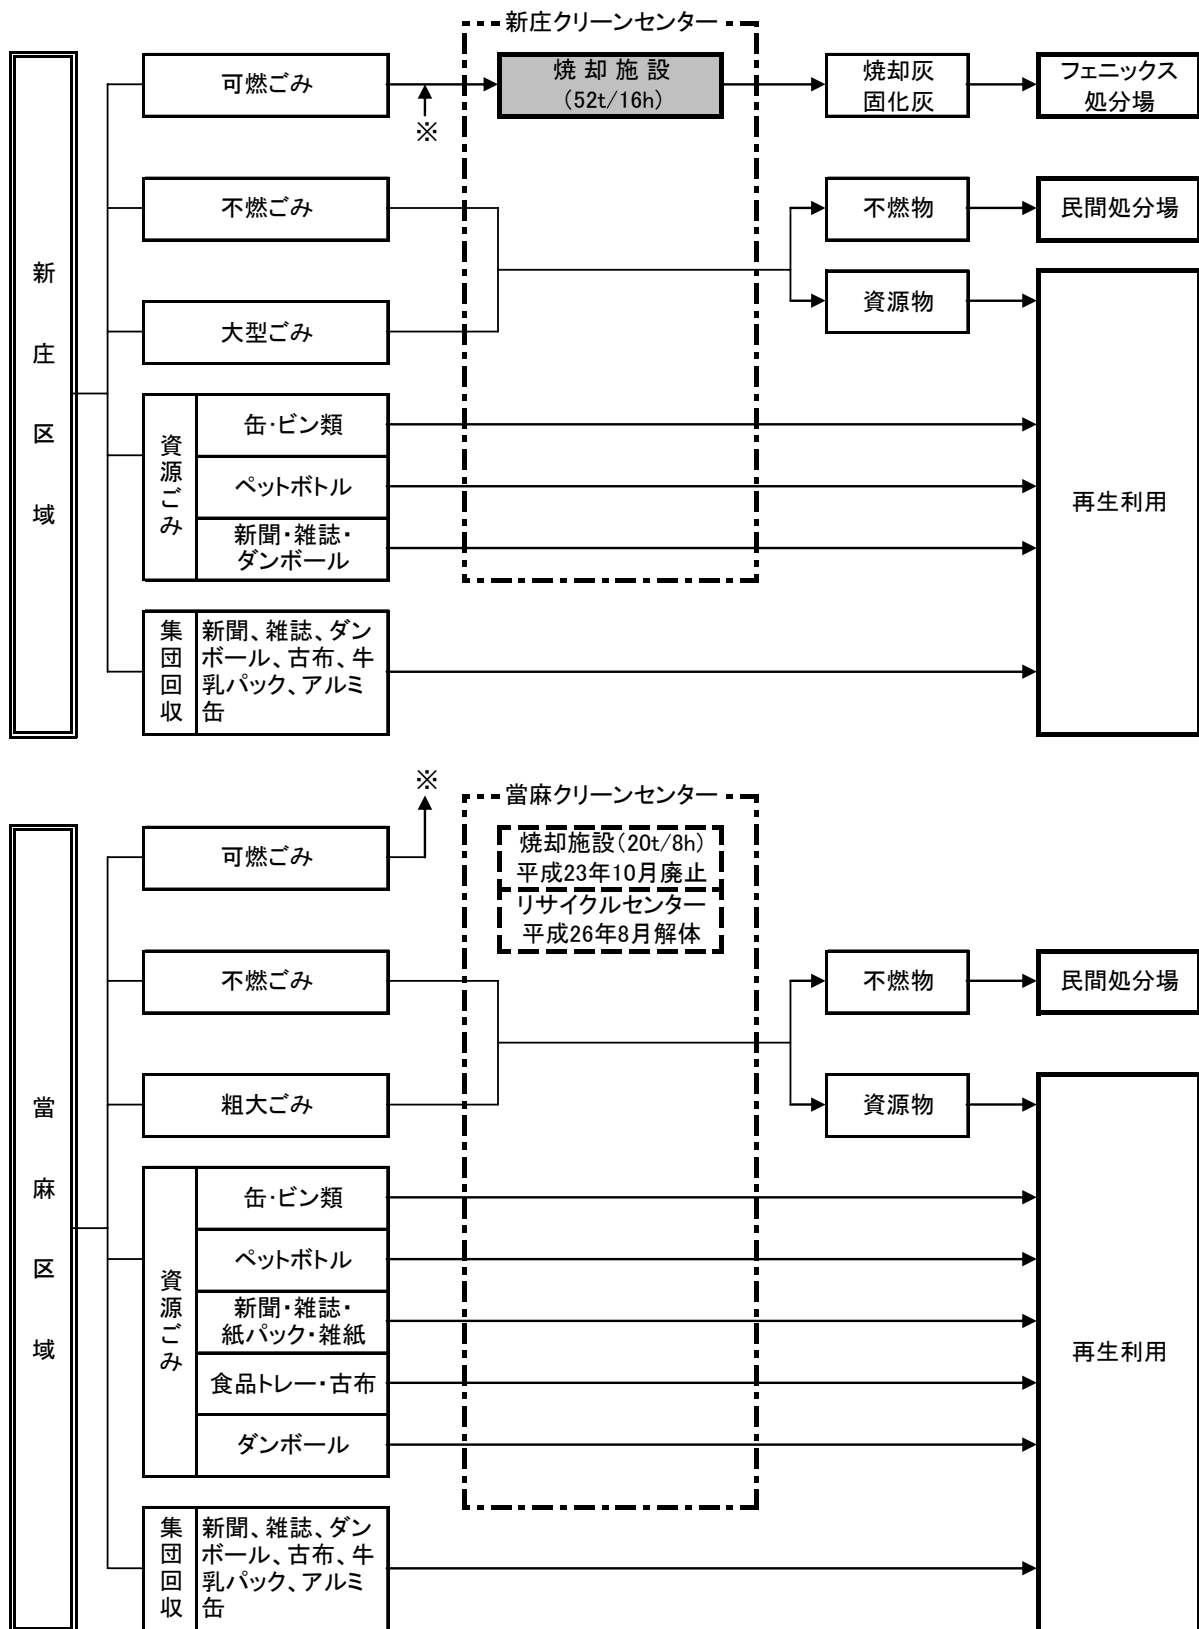 新庄クリーンセンター
新庄区域
可燃ごみ
※
焼却施設
(52t/16h)
焼却灰
固化灰
フェニックス
処分場
不燃ごみ
不燃物
民間処分場
大型ごみ
資源物
資源ごみ
缶・ビン類
ペットボトル
新聞・雑誌・
ダンボール
再生利用
集団回収
新聞、雑誌、ダン
ボール、古布、牛
乳パック、アルミ
缶
※
當麻クリーンセンター
當麻区域
可燃ごみ
焼却施設(20t/8h)
平成23年10月廃止
リサイクルセンター
平成26年8月解体
不燃ごみ
不燃物
民間処分場
粗大ごみ
資源物
資源ごみ
缶・ビン類
ペットボトル
新聞・雑誌・
紙パック・雑紙
食品トレー・古布
ダンボール
再生利用
集団回収
新聞、雑誌、ダン
ボール、古布、牛
乳パック、アルミ
缶